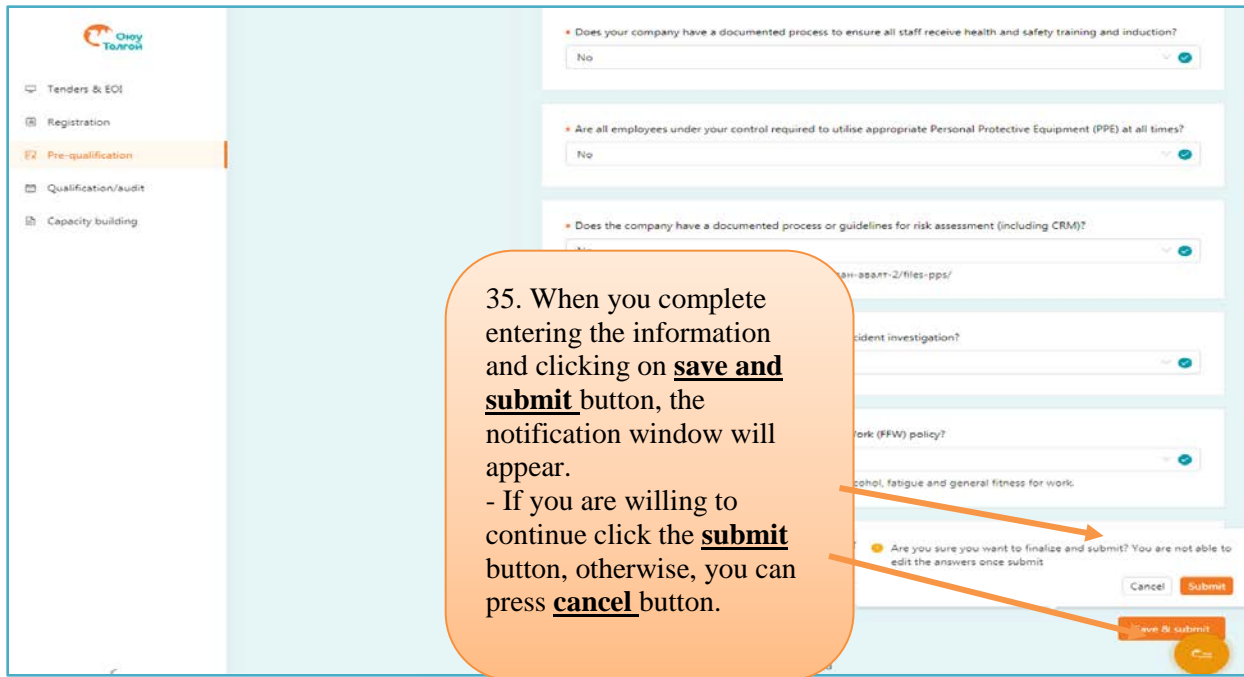 Оюу
Толгой
Tenders & EOI
Registration
Pre-qualification
Qualification/audit
Capacity building
* Does your company have a documented process to ensure all staff receive health and safety training and induction?
No
* Are all employees under your control required to utilise appropriate Personal Protective Equipment (PPE) at all times?
No
* Does the company have a documented process or guidelines for risk assessment (including CRM)?
No
-авалт-2/files-pps/
investigation?
(FFW) policy?
fatigue and general fitness for work.
35. When you complete
entering the information
and clicking on save and
submit button, the
notification window will
appear.
- If you are willing to
continue click the submit
button, otherwise, you can
press cancel button.
Are you sure you want to finalize and submit? You are not able to
edit the answers once submit
Cancel Submit
Save & submit